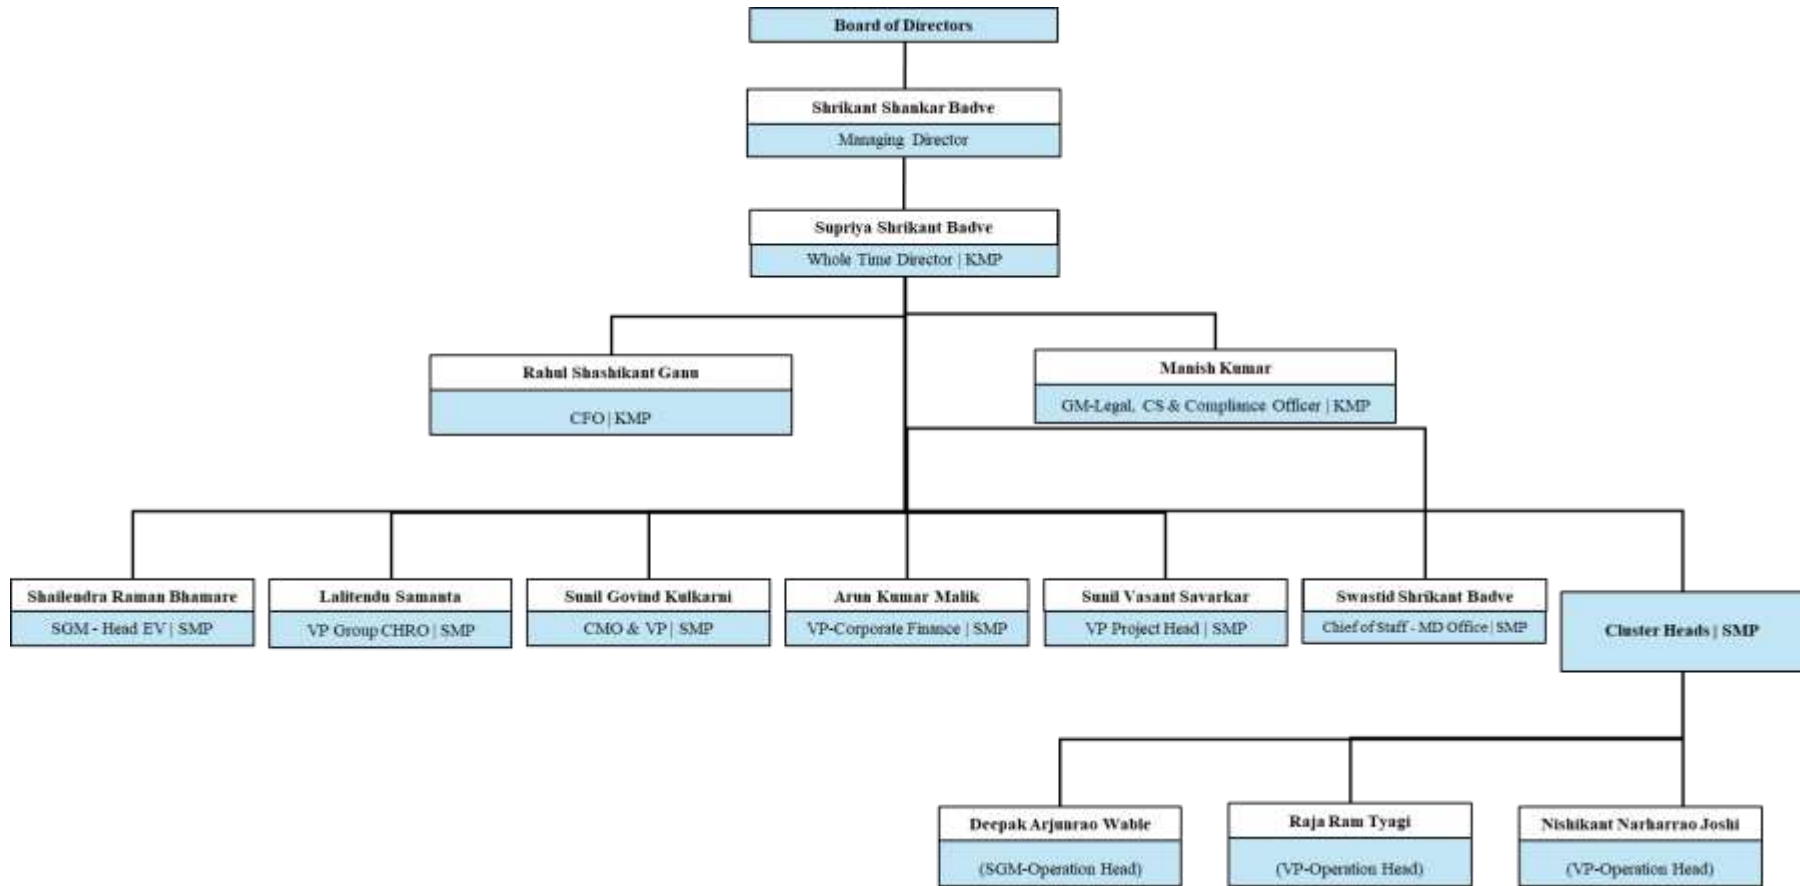 Board of Directors
Shrikant Shankar Badve
Managing Director
Supriya Shrikant Badve
Whole Time Director | KMP
Rahul Shashikant Ganu
CFO | KMP
Manish Kumar
GM-Legal, CS & Compliance Officer | KMP
Shailendra Raman Bhamare
SGM - Head EV | SMP
Lalitendu Samanta
VP Group CHRO | SMP
Sunil Govind Kulkarni
CMO & VP | SMP
Arun Kumar Malik
VP-Corporate Finance | SMP
Sunil Vasant Savarkar
VP Project Head | SMP
Swastid Shrikant Badve
Chief of Staff - MD Office | SMP
Cluster Heads | SMP
Deepak Arjunrao Wable
(SGM-Operation Head)
Raja Ram Tyagi
(VP-Operation Head)
Nishikant Narharrao Joshi
(VP-Operation Head)